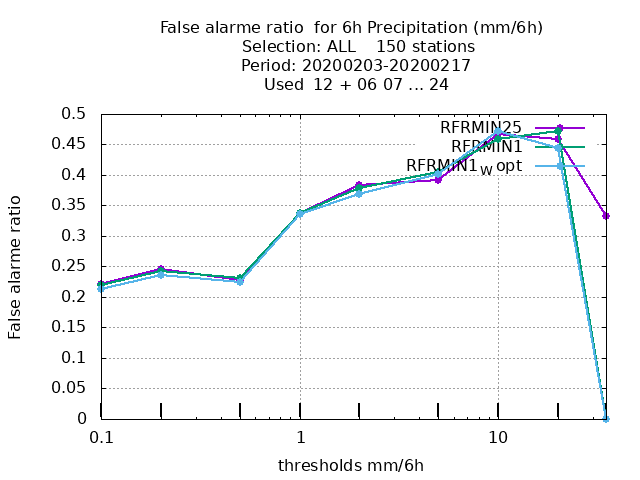 False alarme ratio  for 6h Precipitation (mm/6h)
Selection: ALL    150 stations
Period: 20200203-20200217
Used  12 + 06 07 ... 24
RFRMIN25
RFRMIN1
RFRMIN1W opt
0.5
0.45
0.4
0.35
0.3
0.25
0.2
0.15
0.1
0.05
0
False alarme ratio
0.1 1 10
thresholds mm/6h